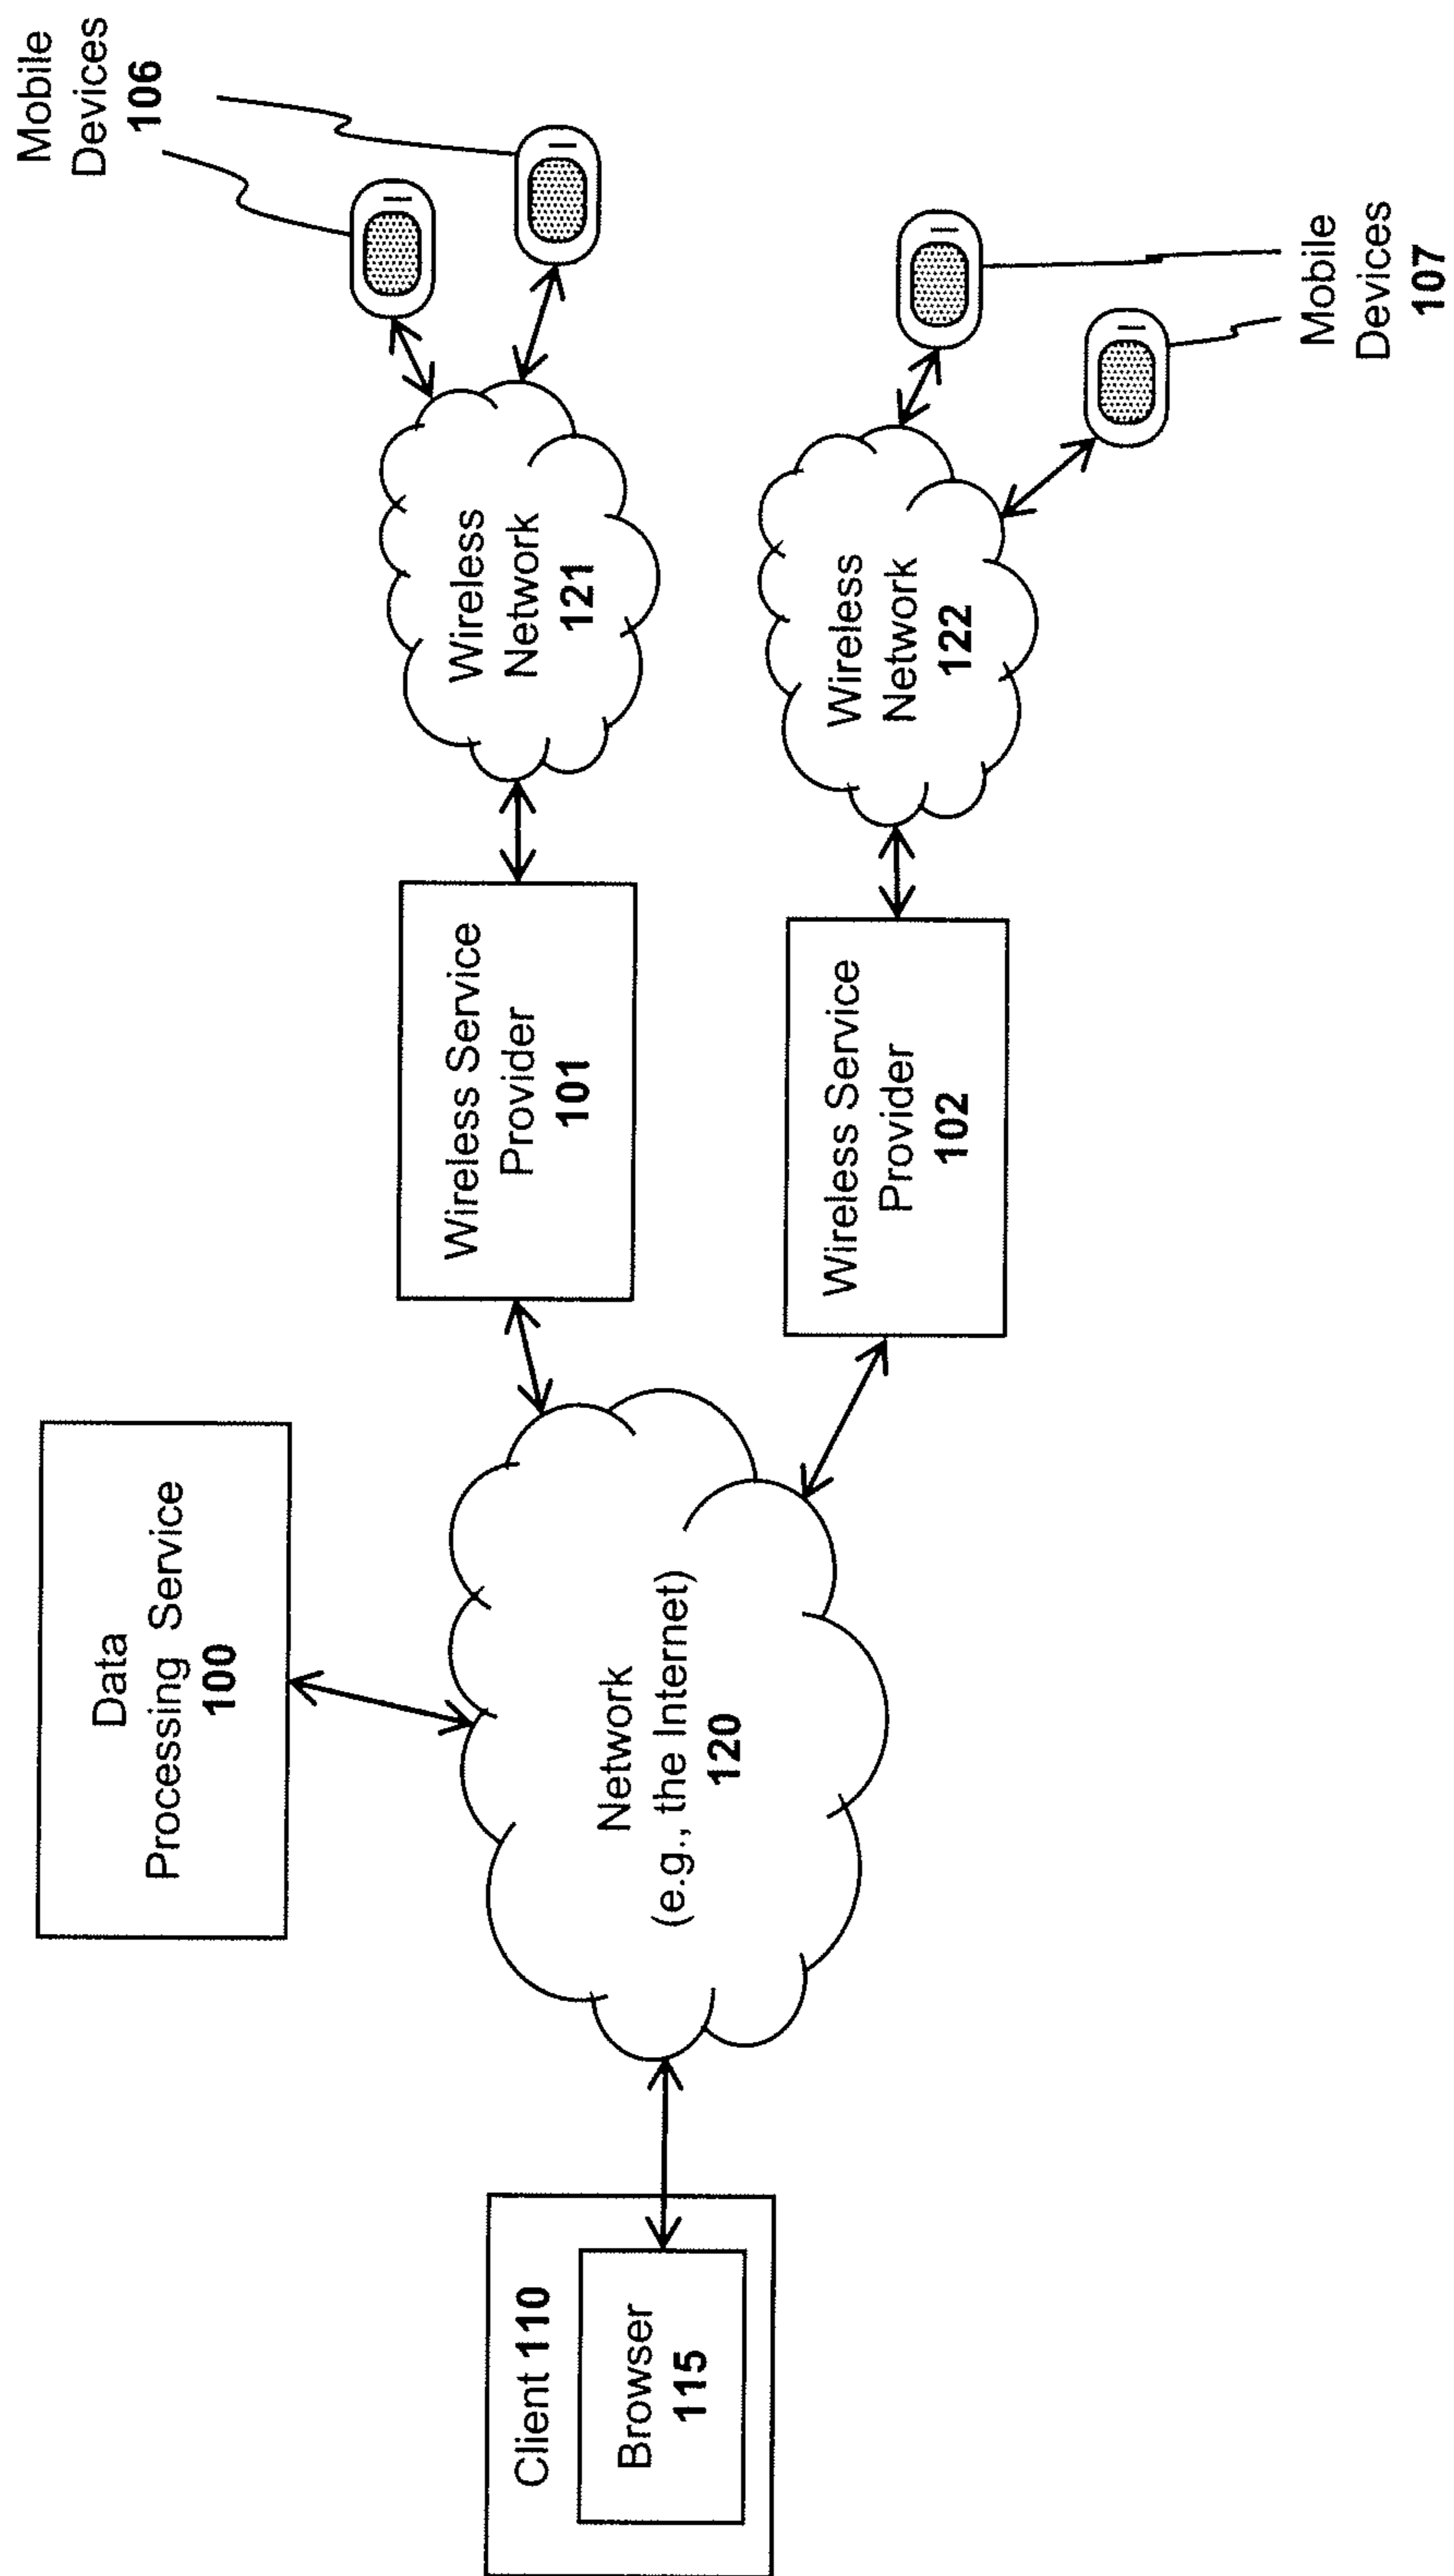 Data
Processing Service
100
Mobile
Devices
106
Client 110
Browser
115
Network
(e.g., the Internet)
120
Wireless Service
Provider
101
Wireless
Network
121
Wireless Service
Provider
102
Wireless
Network
122
Mobile
Devices
107